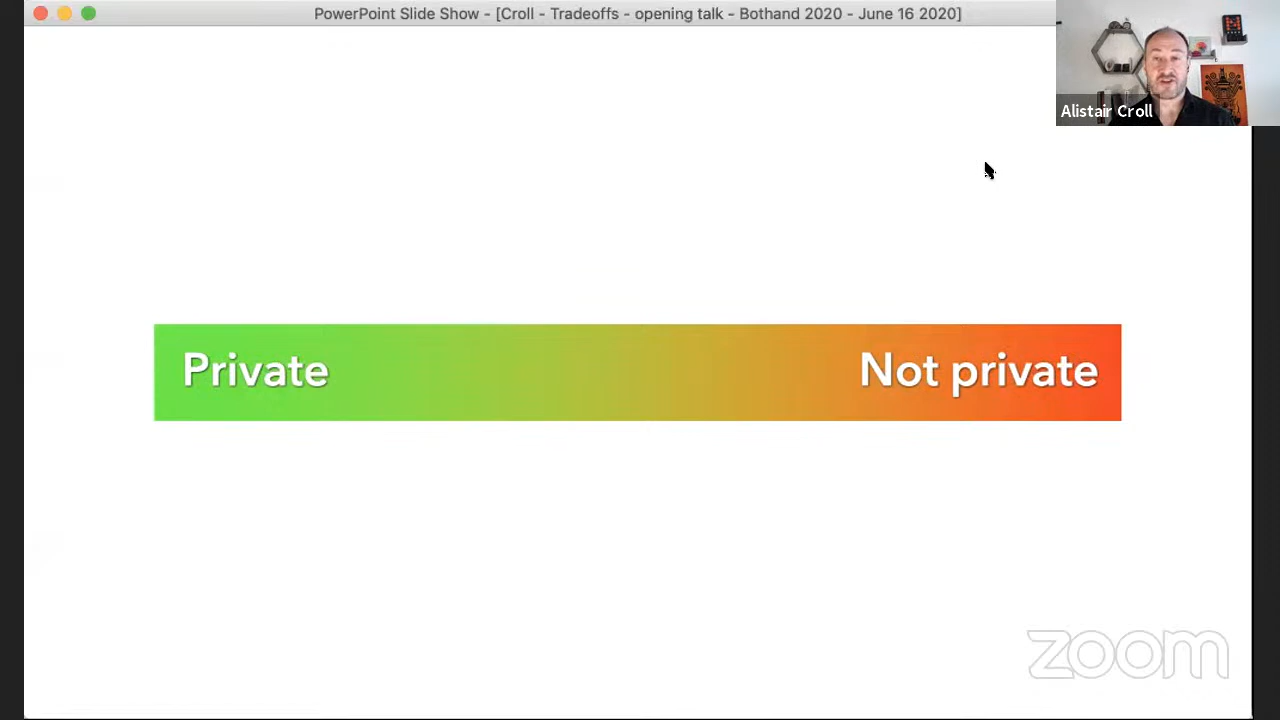 PowerPoint Slide Show - [Croll - Tradeoffs - opening talk - Bothand 2020 - June 16 2020]
Alistair Croll
Private
Not private
zoom